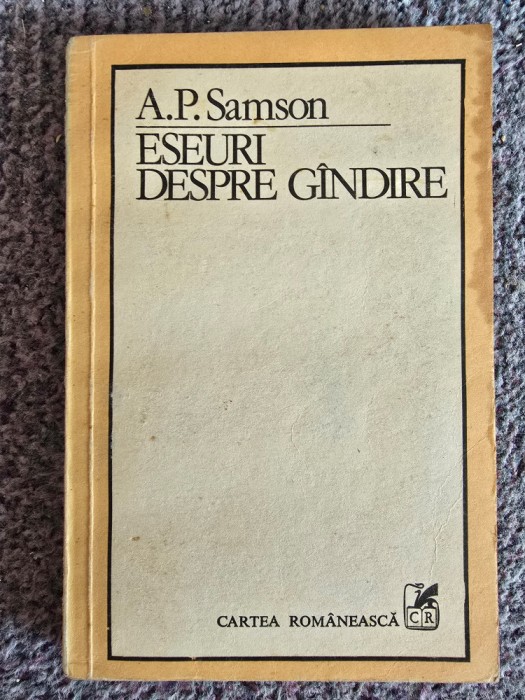 A.P. Samson
ESEURI
DESPRE GÎNDIRE
CARTEA ROMÂNEASCĂ
CR